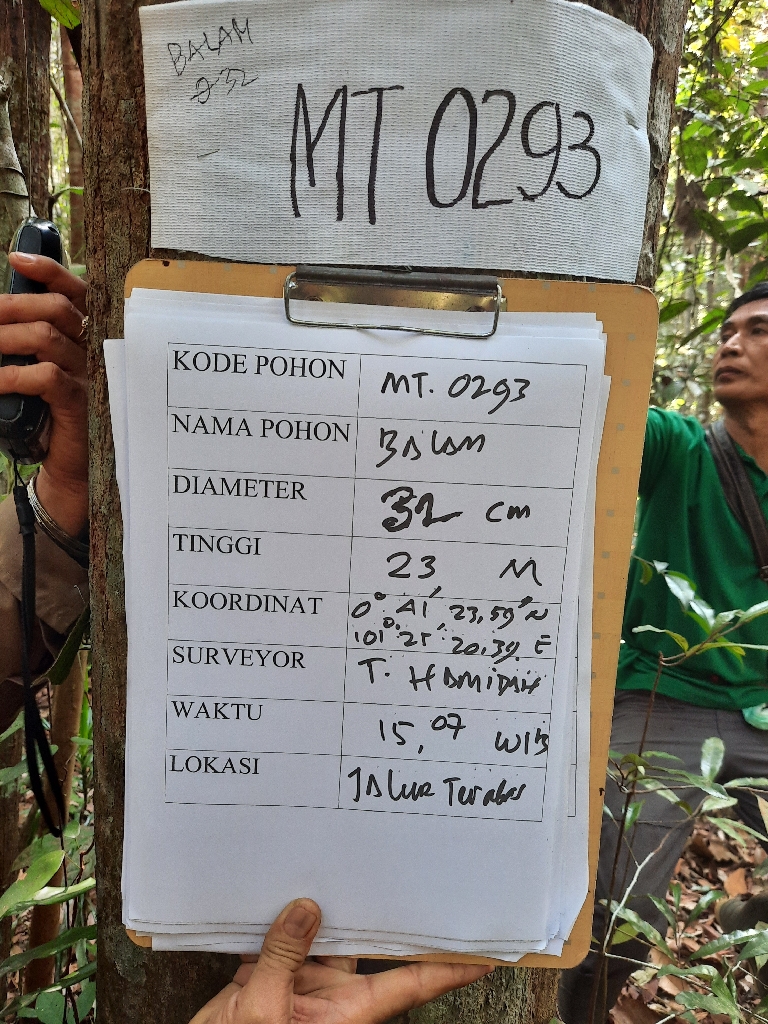 BALAM
232
MT 0293
KODE POHON MT. 0293
NAMA POHON BALAM
DIAMETER 32 cm
TINGGI 23, M
KOORDINAT 0° 41' 23,59" N
101° 25' 20.39. E
SURVEYOR T. HAMIDAH
WAKTU 15,07 WIB
LOKASI JALUR